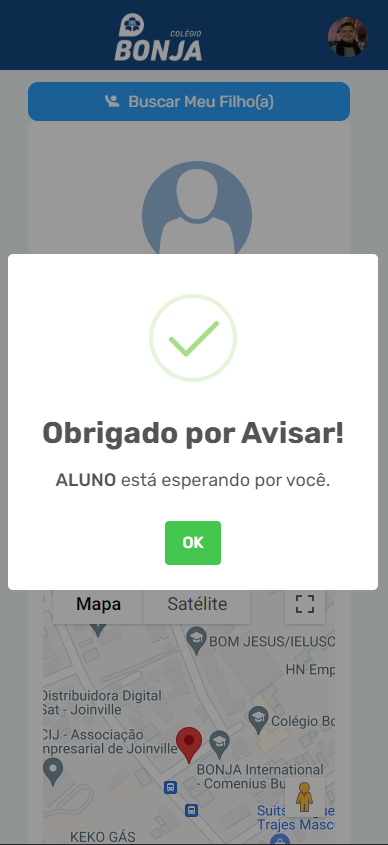 COLÉGIO
BONJA
Buscar Meu Filho(a)
Obrigado por Avisar!
ALUNO está esperando por você.
OK
Mapa
Satélite
BOM JESUS/IELUSC
HN Emp
Distribuidora Digital
Sat - Joinville
Colégio Bo
CIJ - Associação
mpresarial de Joinville
BONJA International
- Comenius Bu
Suits
gue
Trajes Mascu
KEKO GÁS